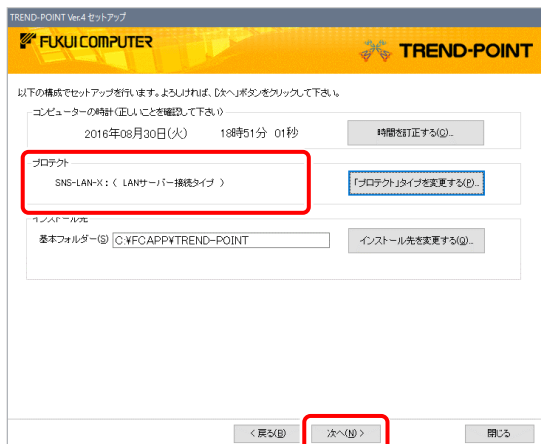 TREND-POINT Ver.4 セットアップ
FUKUI COMPUTER
TREND-POINT
以下の構成でセットアップを行います。よろしければ、[次へ]ボタンをクリックして下さい。
コンピューターの時計(正しいことを確認して下さい)
2016年08月30日(火) 18時51分 01秒 時間を訂正する(Q)...
プロテクト
SNS-LAN-X：( LANサーバー接続タイプ ) 「プロテクト」タイプを変更する(P)...
インストール先
基本フォルダー(S) C:¥FCAPP¥TREND-POINT インストール先を変更する(Q)...
< 戻る(B) 次へ(N) > 閉じる